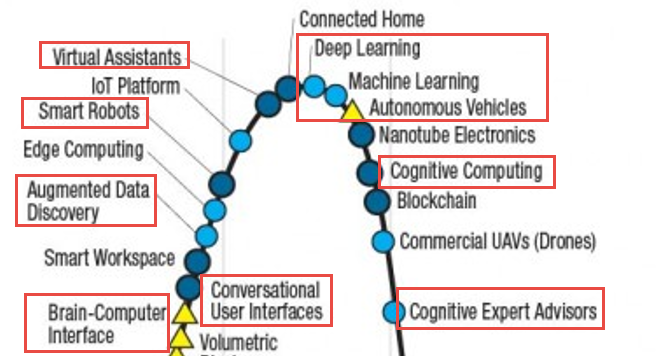 Connected Home
Deep Learning
Virtual Assistants
IoT Platform
Machine Learning
Smart Robots
Autonomous Vehicles
Nanotube Electronics
Edge Computing
Cognitive Computing
Augmented Data
Discovery
Blockchain
Commercial UAVs (Drones)
Smart Workspace
Conversational
User Interfaces
Brain-Computer
Interface
Cognitive Expert Advisors
Volumetric